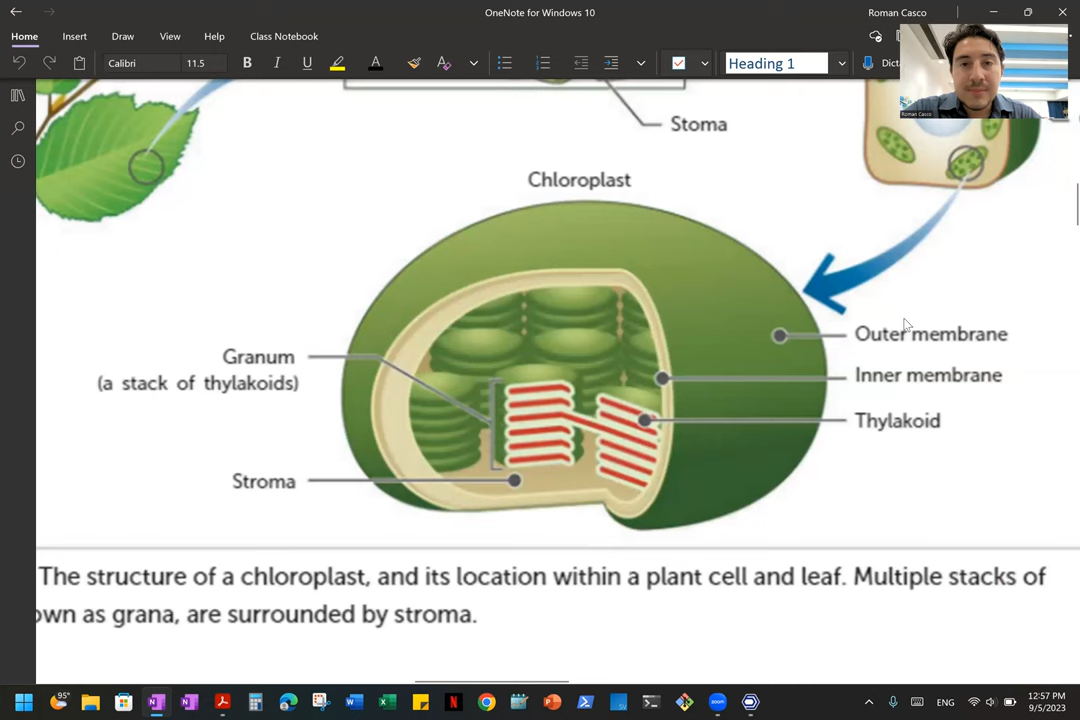 OneNote for Windows 10
Roman Casco
Home
Insert
Draw
View
Help
Class Notebook
Calibri
11.5
B
I
U
A
A
Heading 1
Roman Casco
Stoma
Chloroplast
Outer membrane
Granum
Inner membrane
(a stack of thylakoids)
Thylakoid
Stroma
The structure of a chloroplast, and its location within a plant cell and leaf. Multiple stacks of
as grana, are surrounded by stroma.
95°
ENG
12:57 PM
9/5/2023